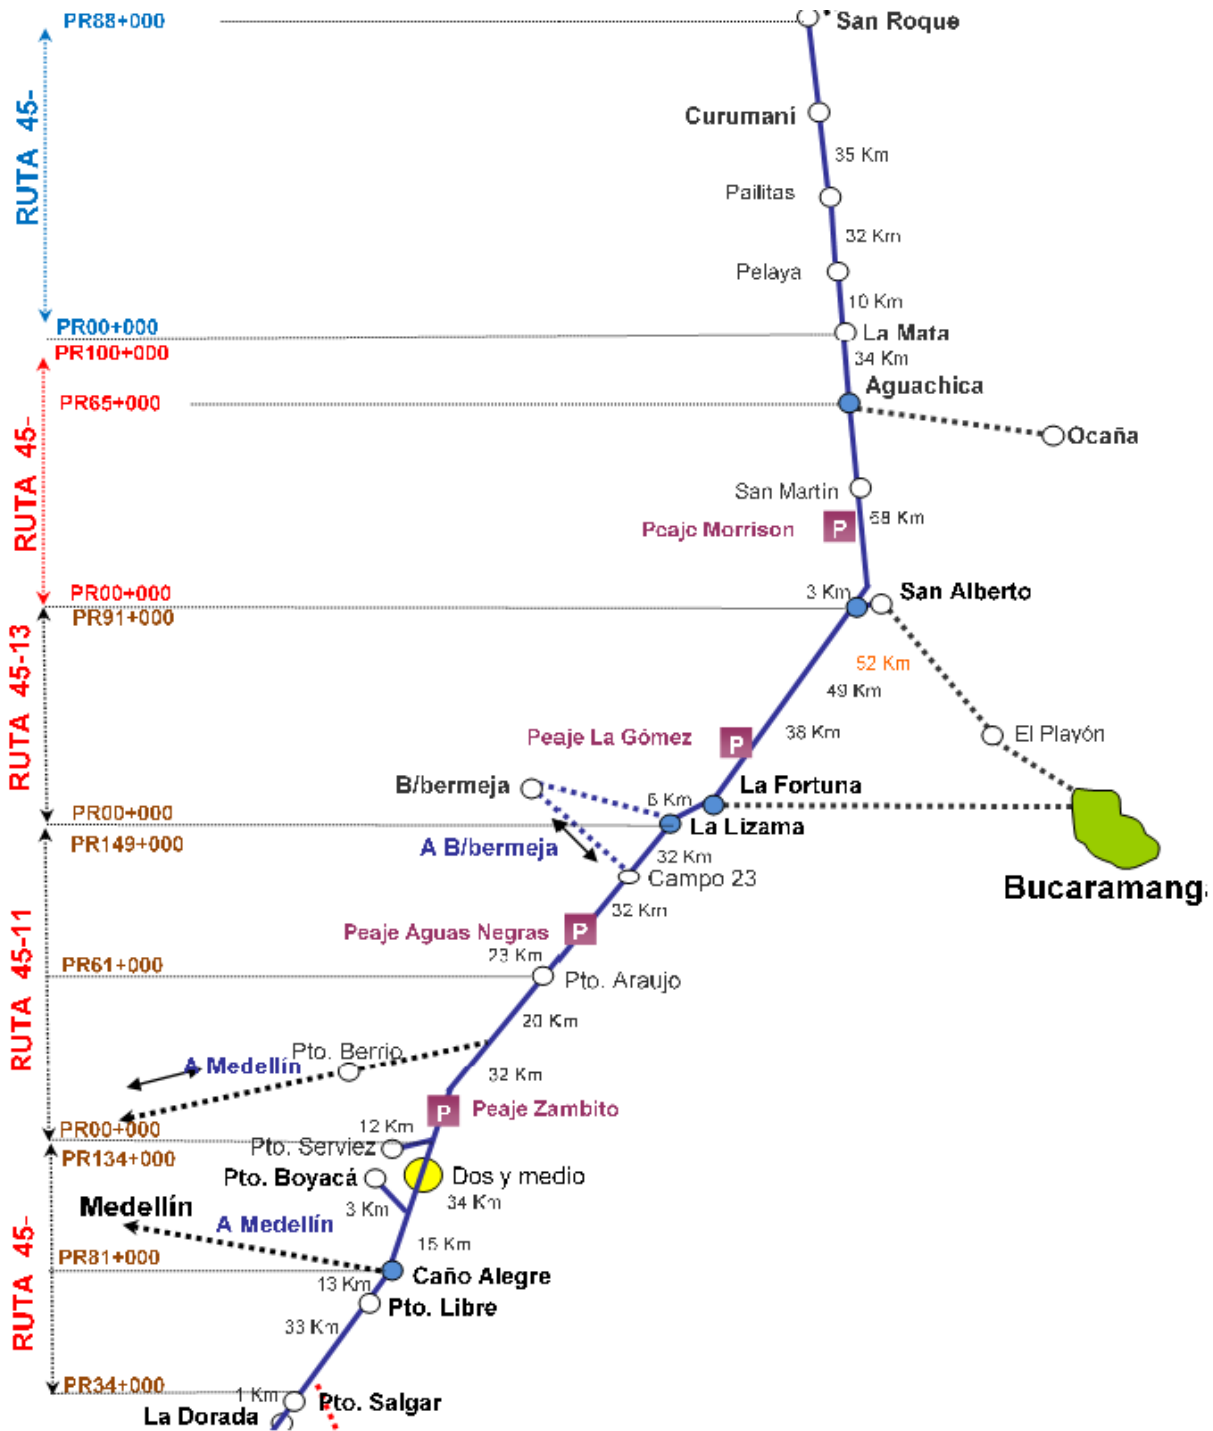 PR88+000
San Roque
Curumaní
35 Km
Pailitas
32 Km
Pelaya
10 Km
RUTA 45-
PR00+000
La Mata
PR100+000
34 Km
Aguachica
PR65+000
Ocaña
RUTA 45-
San Martin
68 Km
Peaje Morrison
P
PR00+000
3 Km
San Alberto
PR91+000
52 Km
49 Km
RUTA 45-13
38 Km
El Playón
Peaje La Gómez
P
B/bermeja
La Fortuna
6 Km
PR00+000
La Lizama
PR149+000
A B/bermeja
32 Km
Campo 23
Bucaramanga
32 Km
Peaje Aguas Negras
P
23 Km
RUTA 45-11
PR61+000
Pto. Araujo
20 Km
Pto. Berrio
A Medellín
32 Km
Peaje Zambito
P
12 Km
PR00+000
Pto. Serviez
PR134+000
Pto. Boyacá
Dos y medio
34 Km
Medellín
3 Km
A Medellín
15 Km
RUTA 45-
PR81+000
Caño Alegre
13 Km
Pto. Libre
33 Km
PR34+000
1 Km
Pto. Salgar
La Dorada